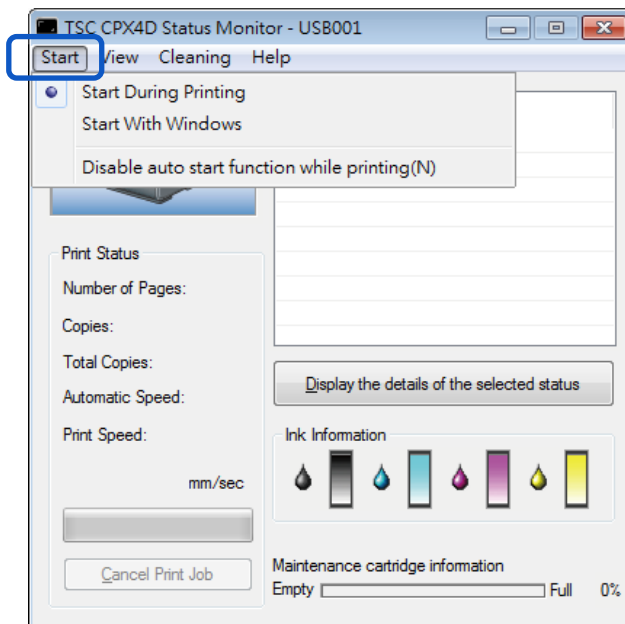 TSC CPX4D Status Monitor - USB001
Start View Cleaning Help
Start During Printing
Start With Windows
Disable auto start function while printing(N)
Print Status
Number of Pages:
Copies:
Total Copies:
Automatic Speed:
Print Speed:
mm/sec
Cancel Print Job
Display the details of the selected status
Ink Information
Maintenance cartridge information
Empty Full 0%